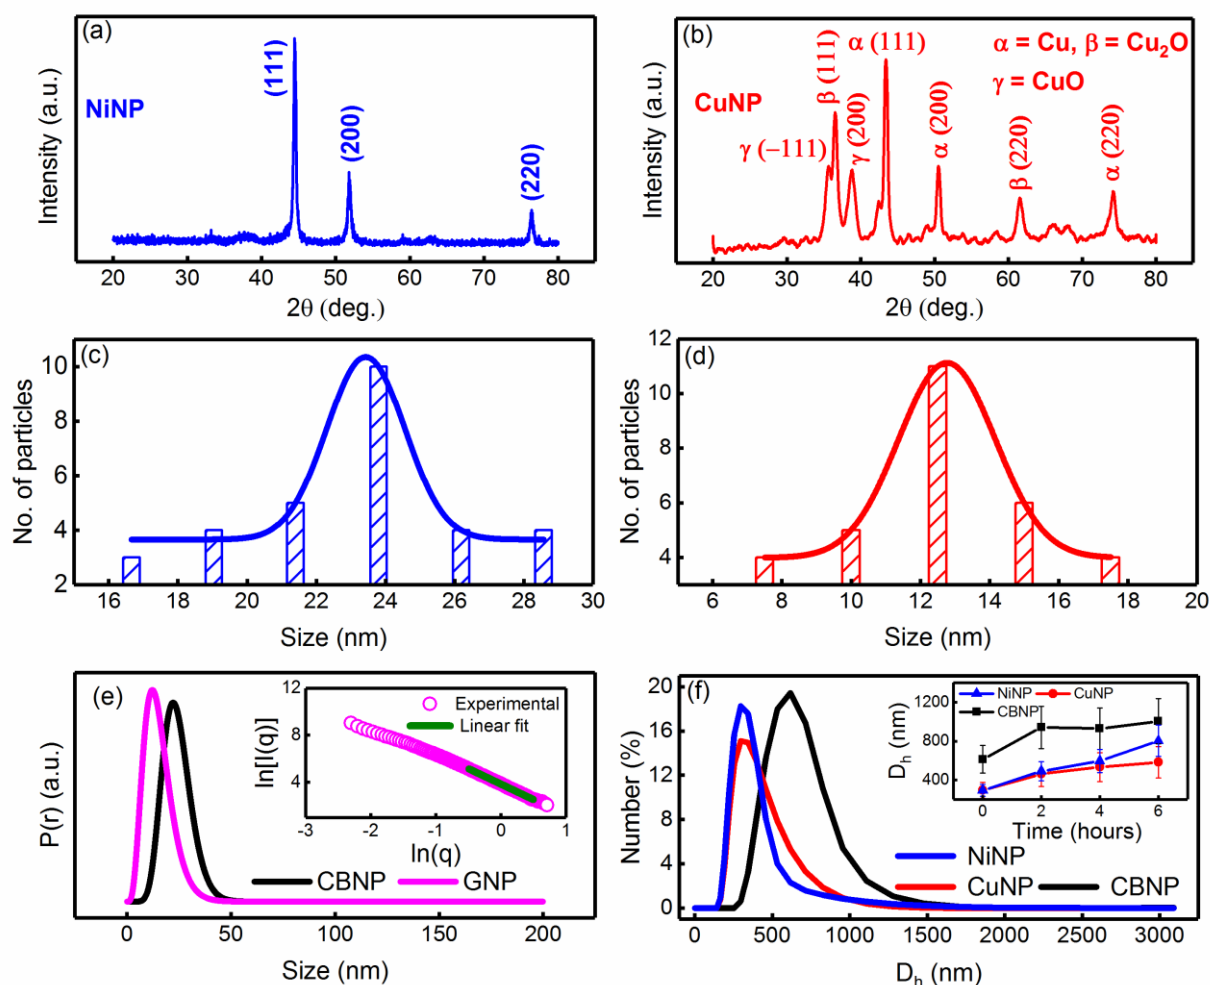 (a)
NiNP
(111)
(200)
(220)
Intensity (a.u.)
20 30 40 50 60 70 80
2θ (deg.)
(b)
CuNP
α (111)
α = Cu, β = Cu₂O
γ = CuO
γ (−111)
β (111)
γ (200)
α (200)
β (220)
α (220)
Intensity (a.u.)
20 30 40 50 60 70 80
2θ (deg.)
(c)
No. of particles
10
8
6
4
2
16 18 20 22 24 26 28 30
Size (nm)
(d)
No. of particles
12
10
8
6
4
6 8 10 12 14 16 18 20
Size (nm)
(e)
P(r) (a.u.)
12
8
4
0
ln[I(q)]
Experimental
Linear fit
-3 -2 -1 0 1
ln(q)
CBNP GNP
0 50 100 150 200
Size (nm)
(f)
Number (%)
20
16
12
8
4
0
NiNP CuNP
CBNP
1200
800
400
Dₕ (nm)
0 2 4 6
Time (hours)
NiNP
CuNP CBNP
0 500 1000 1500 2000 2500 3000
Dₕ (nm)